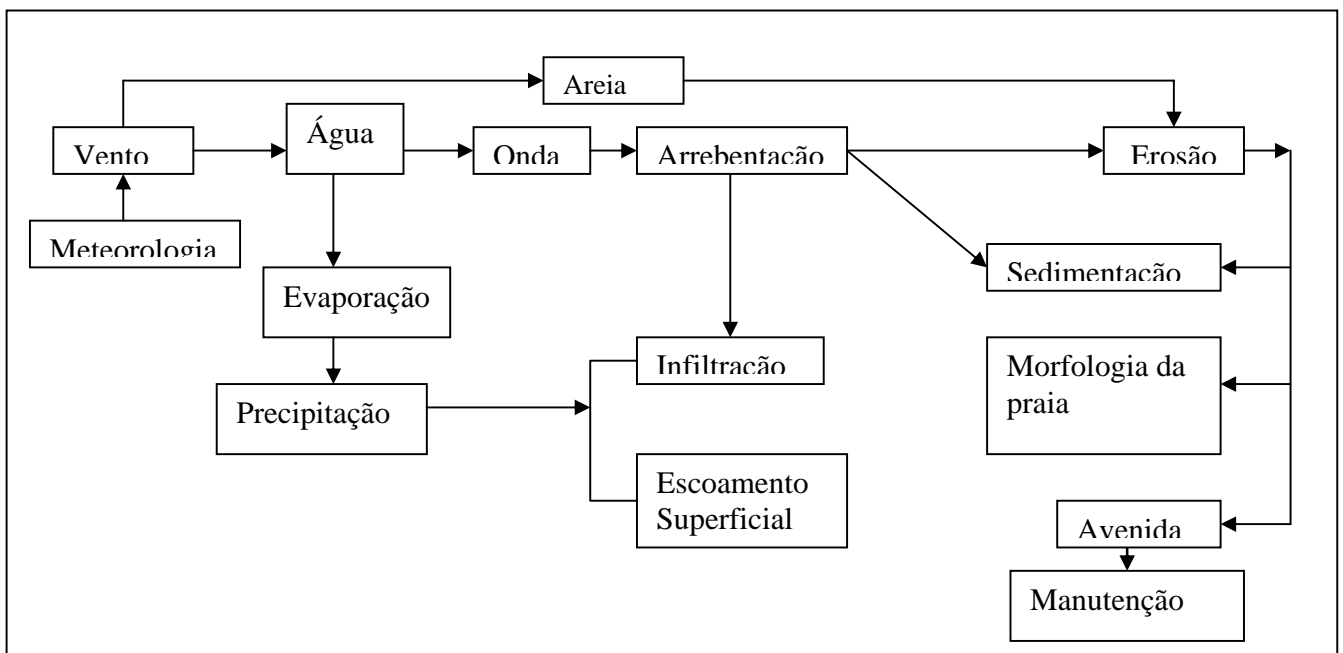 Areia
Água
Vento
Onda
Arrebentação
Erosão
Meteorologia
Sedimentação
Evaporação
Infiltração
Morfologia da
praia
Precipitação
Escoamento
Superficial
Avenida
Manutenção